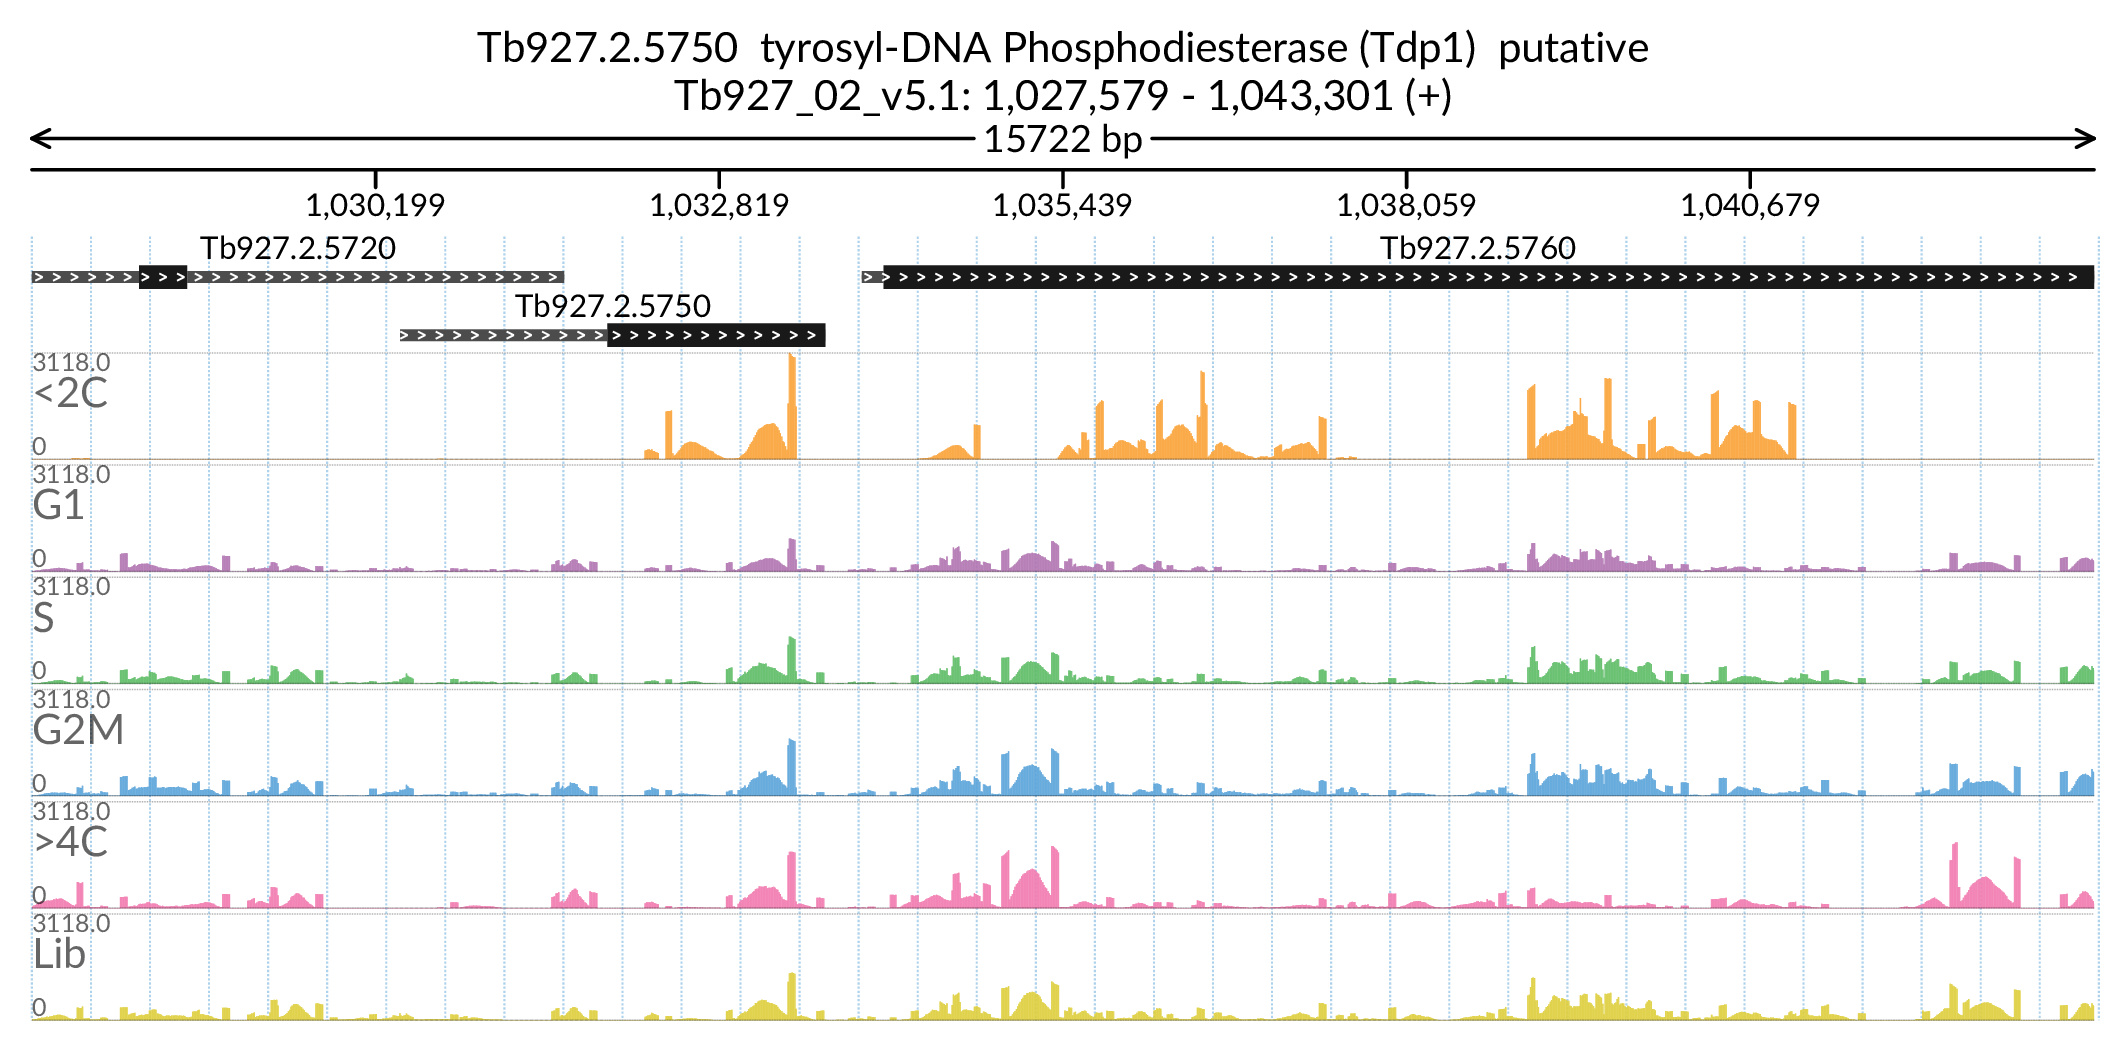 Tb927.2.5750 tyrosyl-DNA Phosphodiesterase (Tdp1) putative
Tb927_02_v5.1: 1,027,579 - 1,043,301 (+)
15722 bp
1,030,199 1,032,819 1,035,439 1,038,059 1,040,679
Tb927.2.5720 Tb927.2.5760
Tb927.2.5750
3118.0
<2C
0
3118.0
G1
0
3118.0
S
0
3118.0
G2M
0
3118.0
>4C
0
3118.0
Lib
0